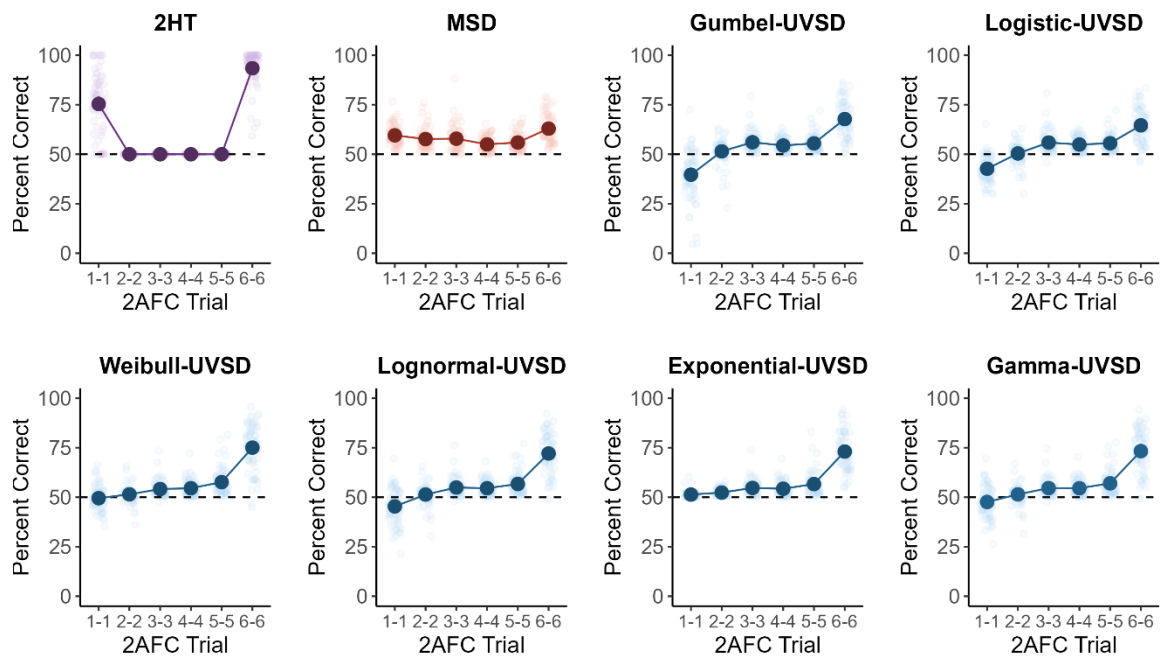 2HT
MSD
Gumbel-UVSD
Logistic-UVSD
Percent Correct
100
75
50
25
0
1-1 2-2 3-3 4-4 5-5 6-6
2AFC Trial
Percent Correct
100
75
50
25
0
1-1 2-2 3-3 4-4 5-5 6-6
2AFC Trial
Percent Correct
100
75
50
25
0
1-1 2-2 3-3 4-4 5-5 6-6
2AFC Trial
Percent Correct
100
75
50
25
0
1-1 2-2 3-3 4-4 5-5 6-6
2AFC Trial
Weibull-UVSD
Lognormal-UVSD
Exponential-UVSD
Gamma-UVSD
Percent Correct
100
75
50
25
0
1-1 2-2 3-3 4-4 5-5 6-6
2AFC Trial
Percent Correct
100
75
50
25
0
1-1 2-2 3-3 4-4 5-5 6-6
2AFC Trial
Percent Correct
100
75
50
25
0
1-1 2-2 3-3 4-4 5-5 6-6
2AFC Trial
Percent Correct
100
75
50
25
0
1-1 2-2 3-3 4-4 5-5 6-6
2AFC Trial